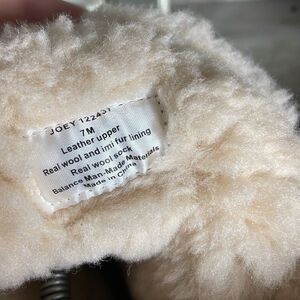 JOEY 122437
7M
Leather upper
Real wool and imi fur lining
Real wool sock
Balance Man-Made Materials
Made in China